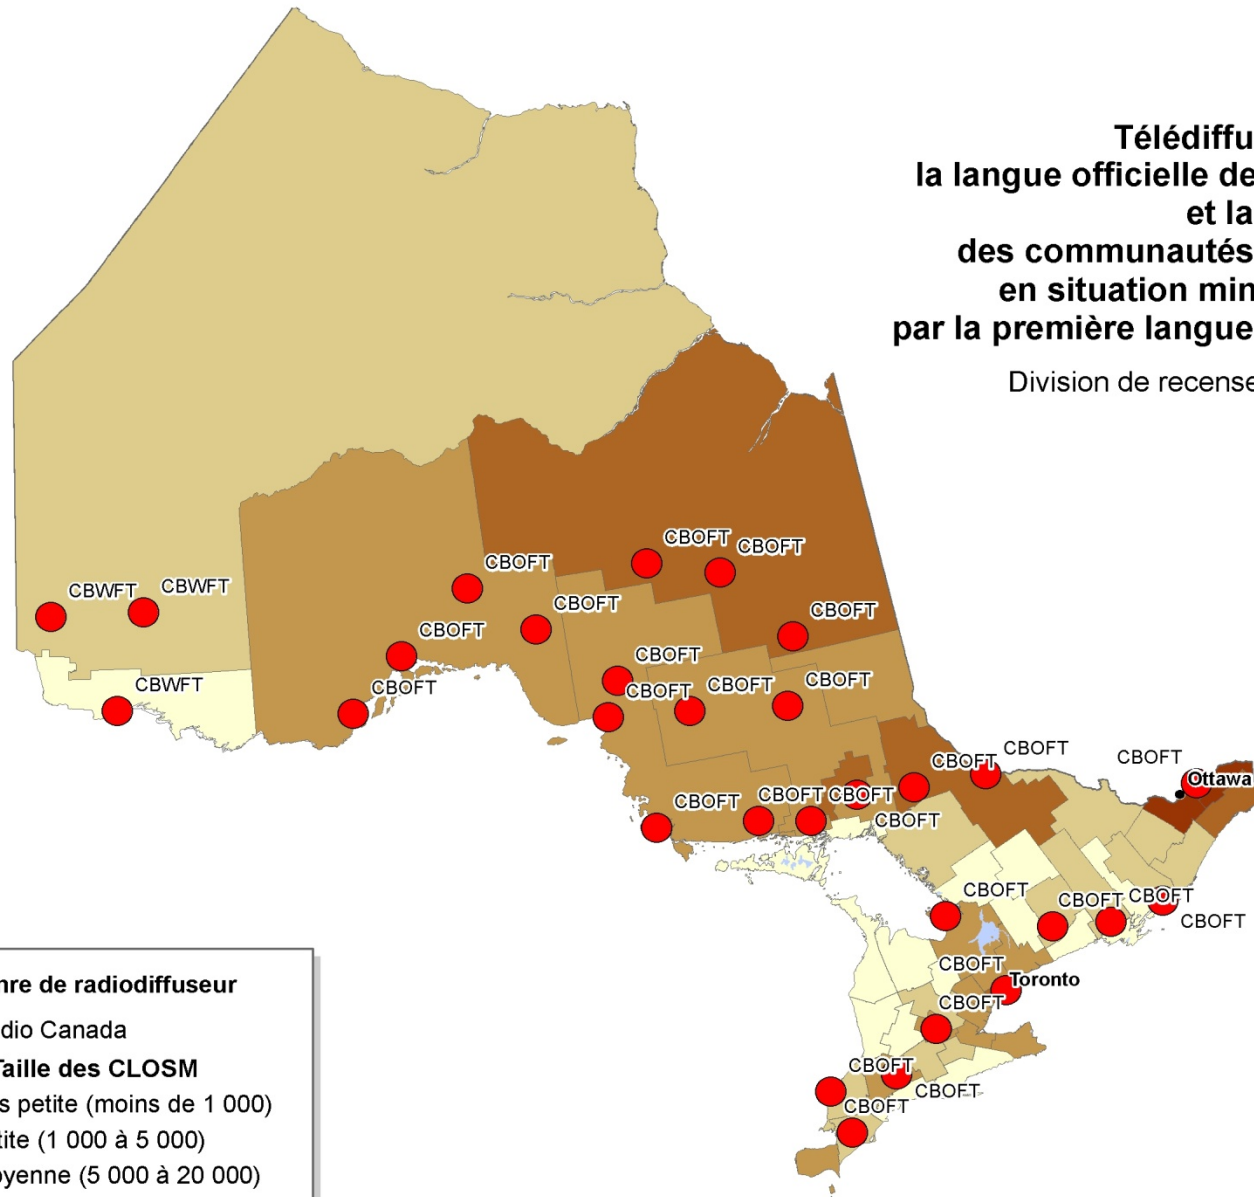 Télédiffu
la langue officielle de
et la
des communautés
en situation min
par la première langue
Division de recense
CBOFT
CBOFT
CBOFT
CBWFT
CBWFT
CBOFT
CBOFT
CBOFT
CBOFT
CBWFT
CBOFT
CBOFT
CBOFT
CBOFT
CBOFT
CBOFT
CBOFT
Ottawa
CBOFT
CBOFT
CBOFT
CBOFT
CBOFT
CBOFT
CBOFT
CBOFT
CBOFT
CBOFT
Toronto
CBOFT
CBOFT
CBOFT
CBOFT
nre de radiodiffuseur
dio Canada
Taille des CLOSM
s petite (moins de 1 000)
tite (1 000 à 5 000)
oyenne (5 000 à 20 000)